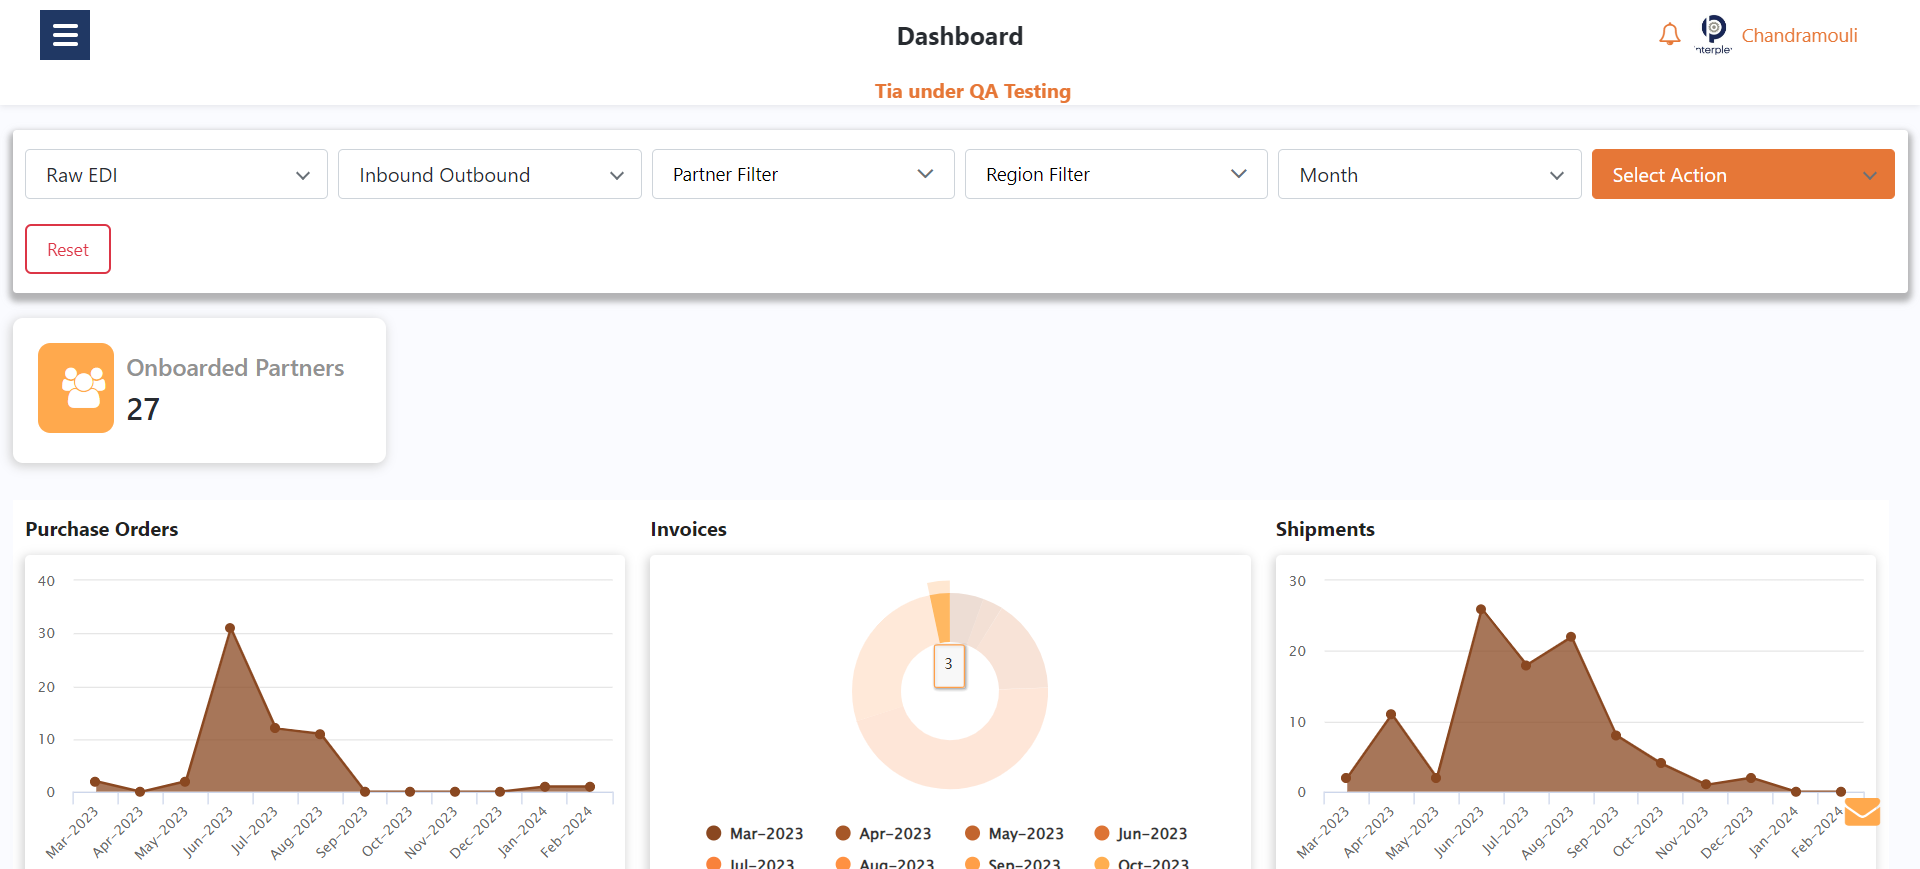 Dashboard
Chandramouli
Tia under QA Testing
Raw EDI
Inbound Outbound
Partner Filter
Region Filter
Month
Select Action
Reset
Onboarded Partners
27
Purchase Orders
40
30
20
10
0
Mar-2023
Apr-2023
May-2023
Jun-2023
Jul-2023
Aug-2023
Sep-2023
Oct-2023
Nov-2023
Dec-2023
Jan-2024
Feb-2024
Invoices
3
Mar-2023
Apr-2023
May-2023
Jun-2023
Jul-2023
Aug-2023
Sep-2023
Oct-2023
Shipments
30
20
10
0
Mar-2023
Apr-2023
May-2023
Jun-2023
Jul-2023
Aug-2023
Sep-2023
Oct-2023
Nov-2023
Dec-2023
Jan-2024
Feb-2024